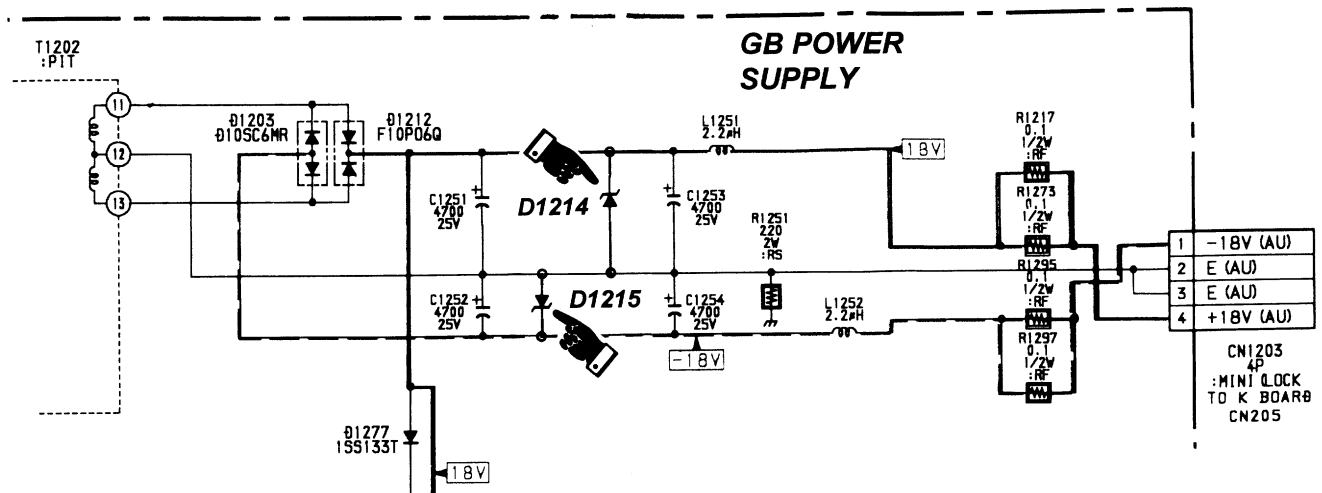 GB POWER
SUPPLY
T1202
:PIT
11
12
13
D1203
D10SC6MR
D1212
F10P06Q
L1251
2.2µH
18V
R1217
0.1
1/2W
:RF
R1273
0.1
1/2W
:RF
C1251
4700
25V
D1214
C1253
4700
25V
R1251
220
2W
:RS
1 -18V (AU)
2 E (AU)
3 E (AU)
4 +18V (AU)
R1295
0.1
1/2W
:RF
C1252
4700
25V
D1215
C1254
4700
25V
L1252
2.2µH
-18V
R1297
0.1
1/2W
:RF
CN1203
4P
:MINI LOCK
TO K BOARD
CN205
D1277
1SS133T
18V